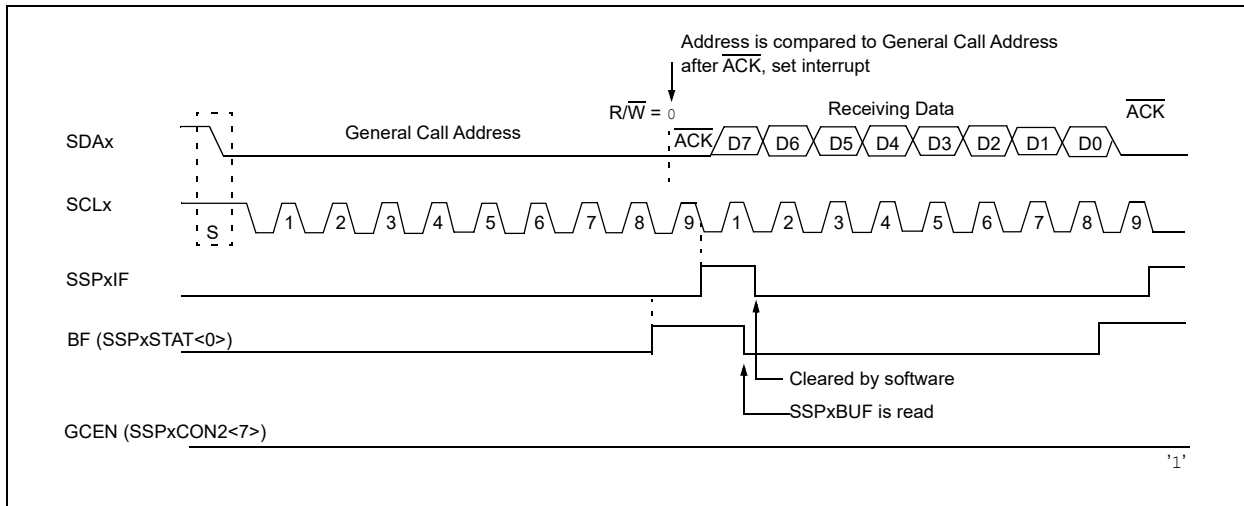 Address is compared to General Call Address
after ACK, set interrupt
R/W = 0
Receiving Data
ACK
SDAx
General Call Address
ACK
D7 D6 D5 D4 D3 D2 D1 D0
SCLx
S
1 2 3 4 5 6 7 8 9 1 2 3 4 5 6 7 8 9
SSPxIF
BF (SSPxSTAT<0>)
Cleared by software
SSPxBUF is read
GCEN (SSPxCON2<7>)
’1’